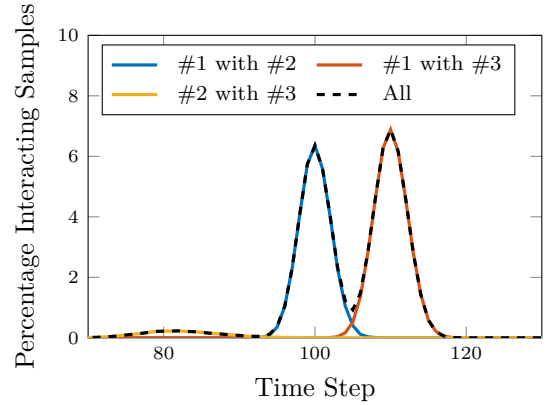 Percentage Interacting Samples
10
8
6
4
2
0
#1 with #2
#1 with #3
#2 with #3
All
80
100
120
Time Step